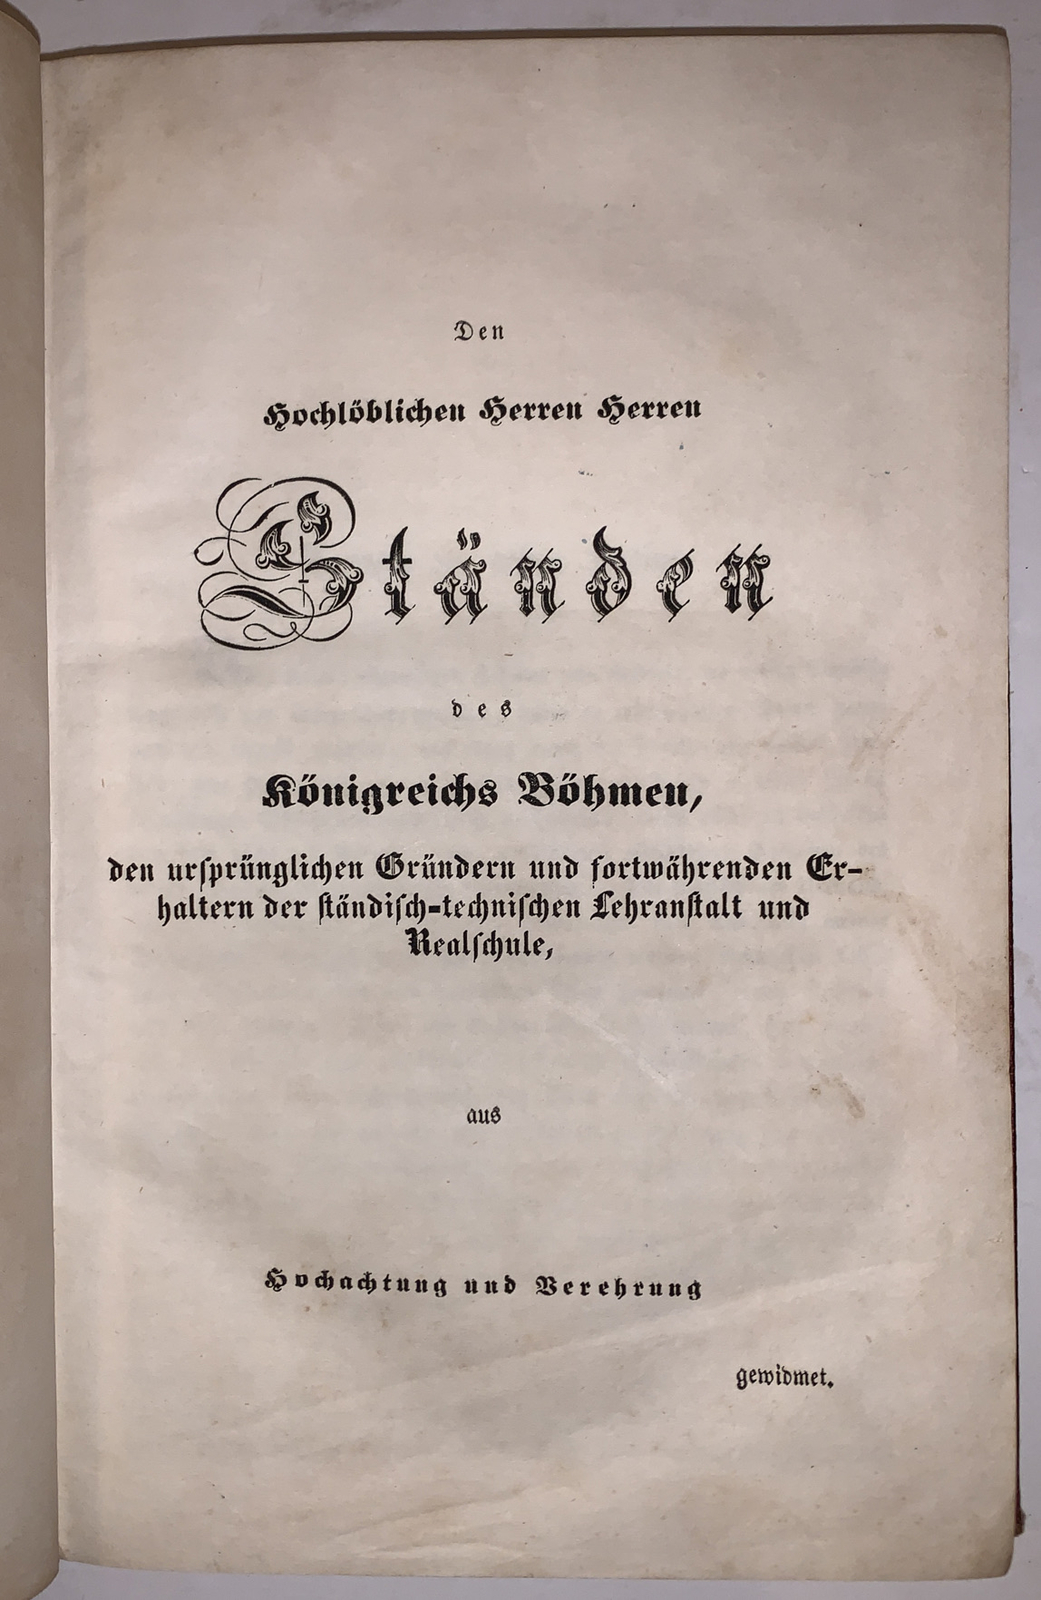 Den
Hochlöblichen Herren Herren
Ständen
des
Königreichs Böhmen,
den urſprünglichen Gründern und fortwährenden Er-
haltern der ſtändiſch-techniſchen Lehranſtalt und
Realſchule,
aus
Hochachtung und Verehrung
gewidmet.